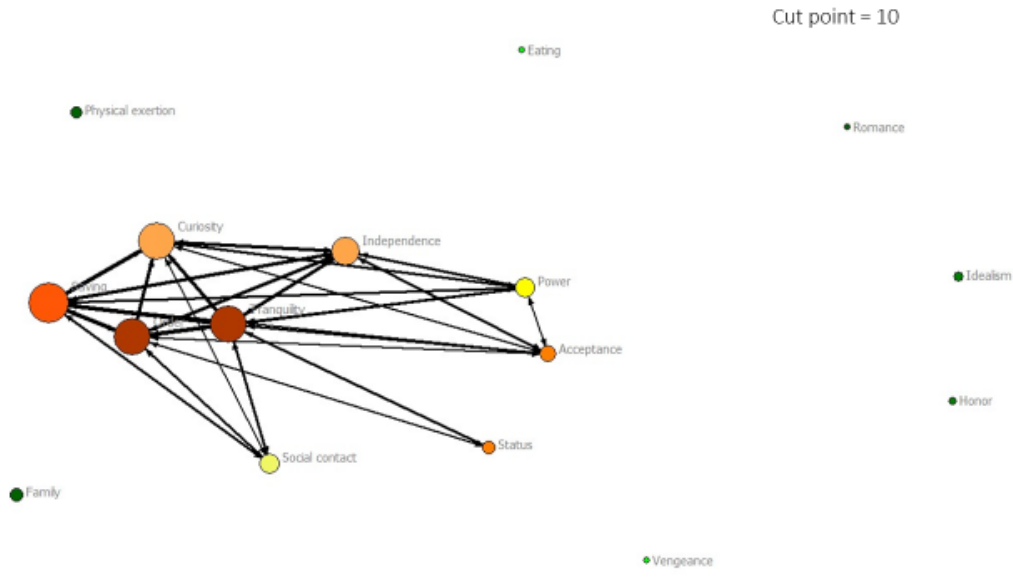 Cut point = 10
Eating
Physical exertion
Romance
Curiosity
Independence
Idealism
Power
Saving
Tranquility
Acceptance
Honor
Status
Social contact
Family
Vengeance